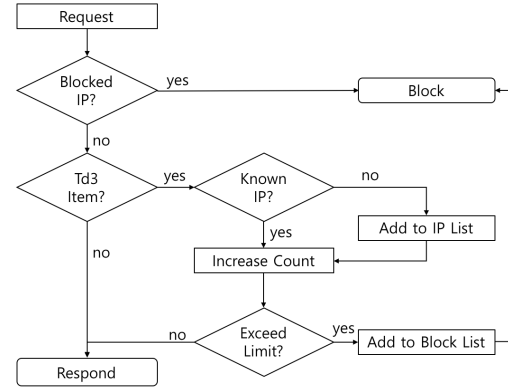 Request
Blocked
IP?
yes
Block
no
Td3
Item?
yes
Known
IP?
no
Add to IP List
yes
no
Increase Count
Exceed
Limit?
no
yes
Add to Block List
Respond